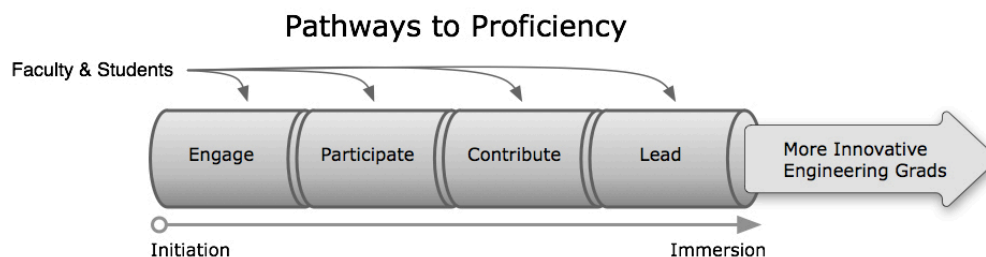 Pathways to Proficiency
Faculty & Students
Engage
Participate
Contribute
Lead
More Innovative
Engineering Grads
Initiation
Immersion